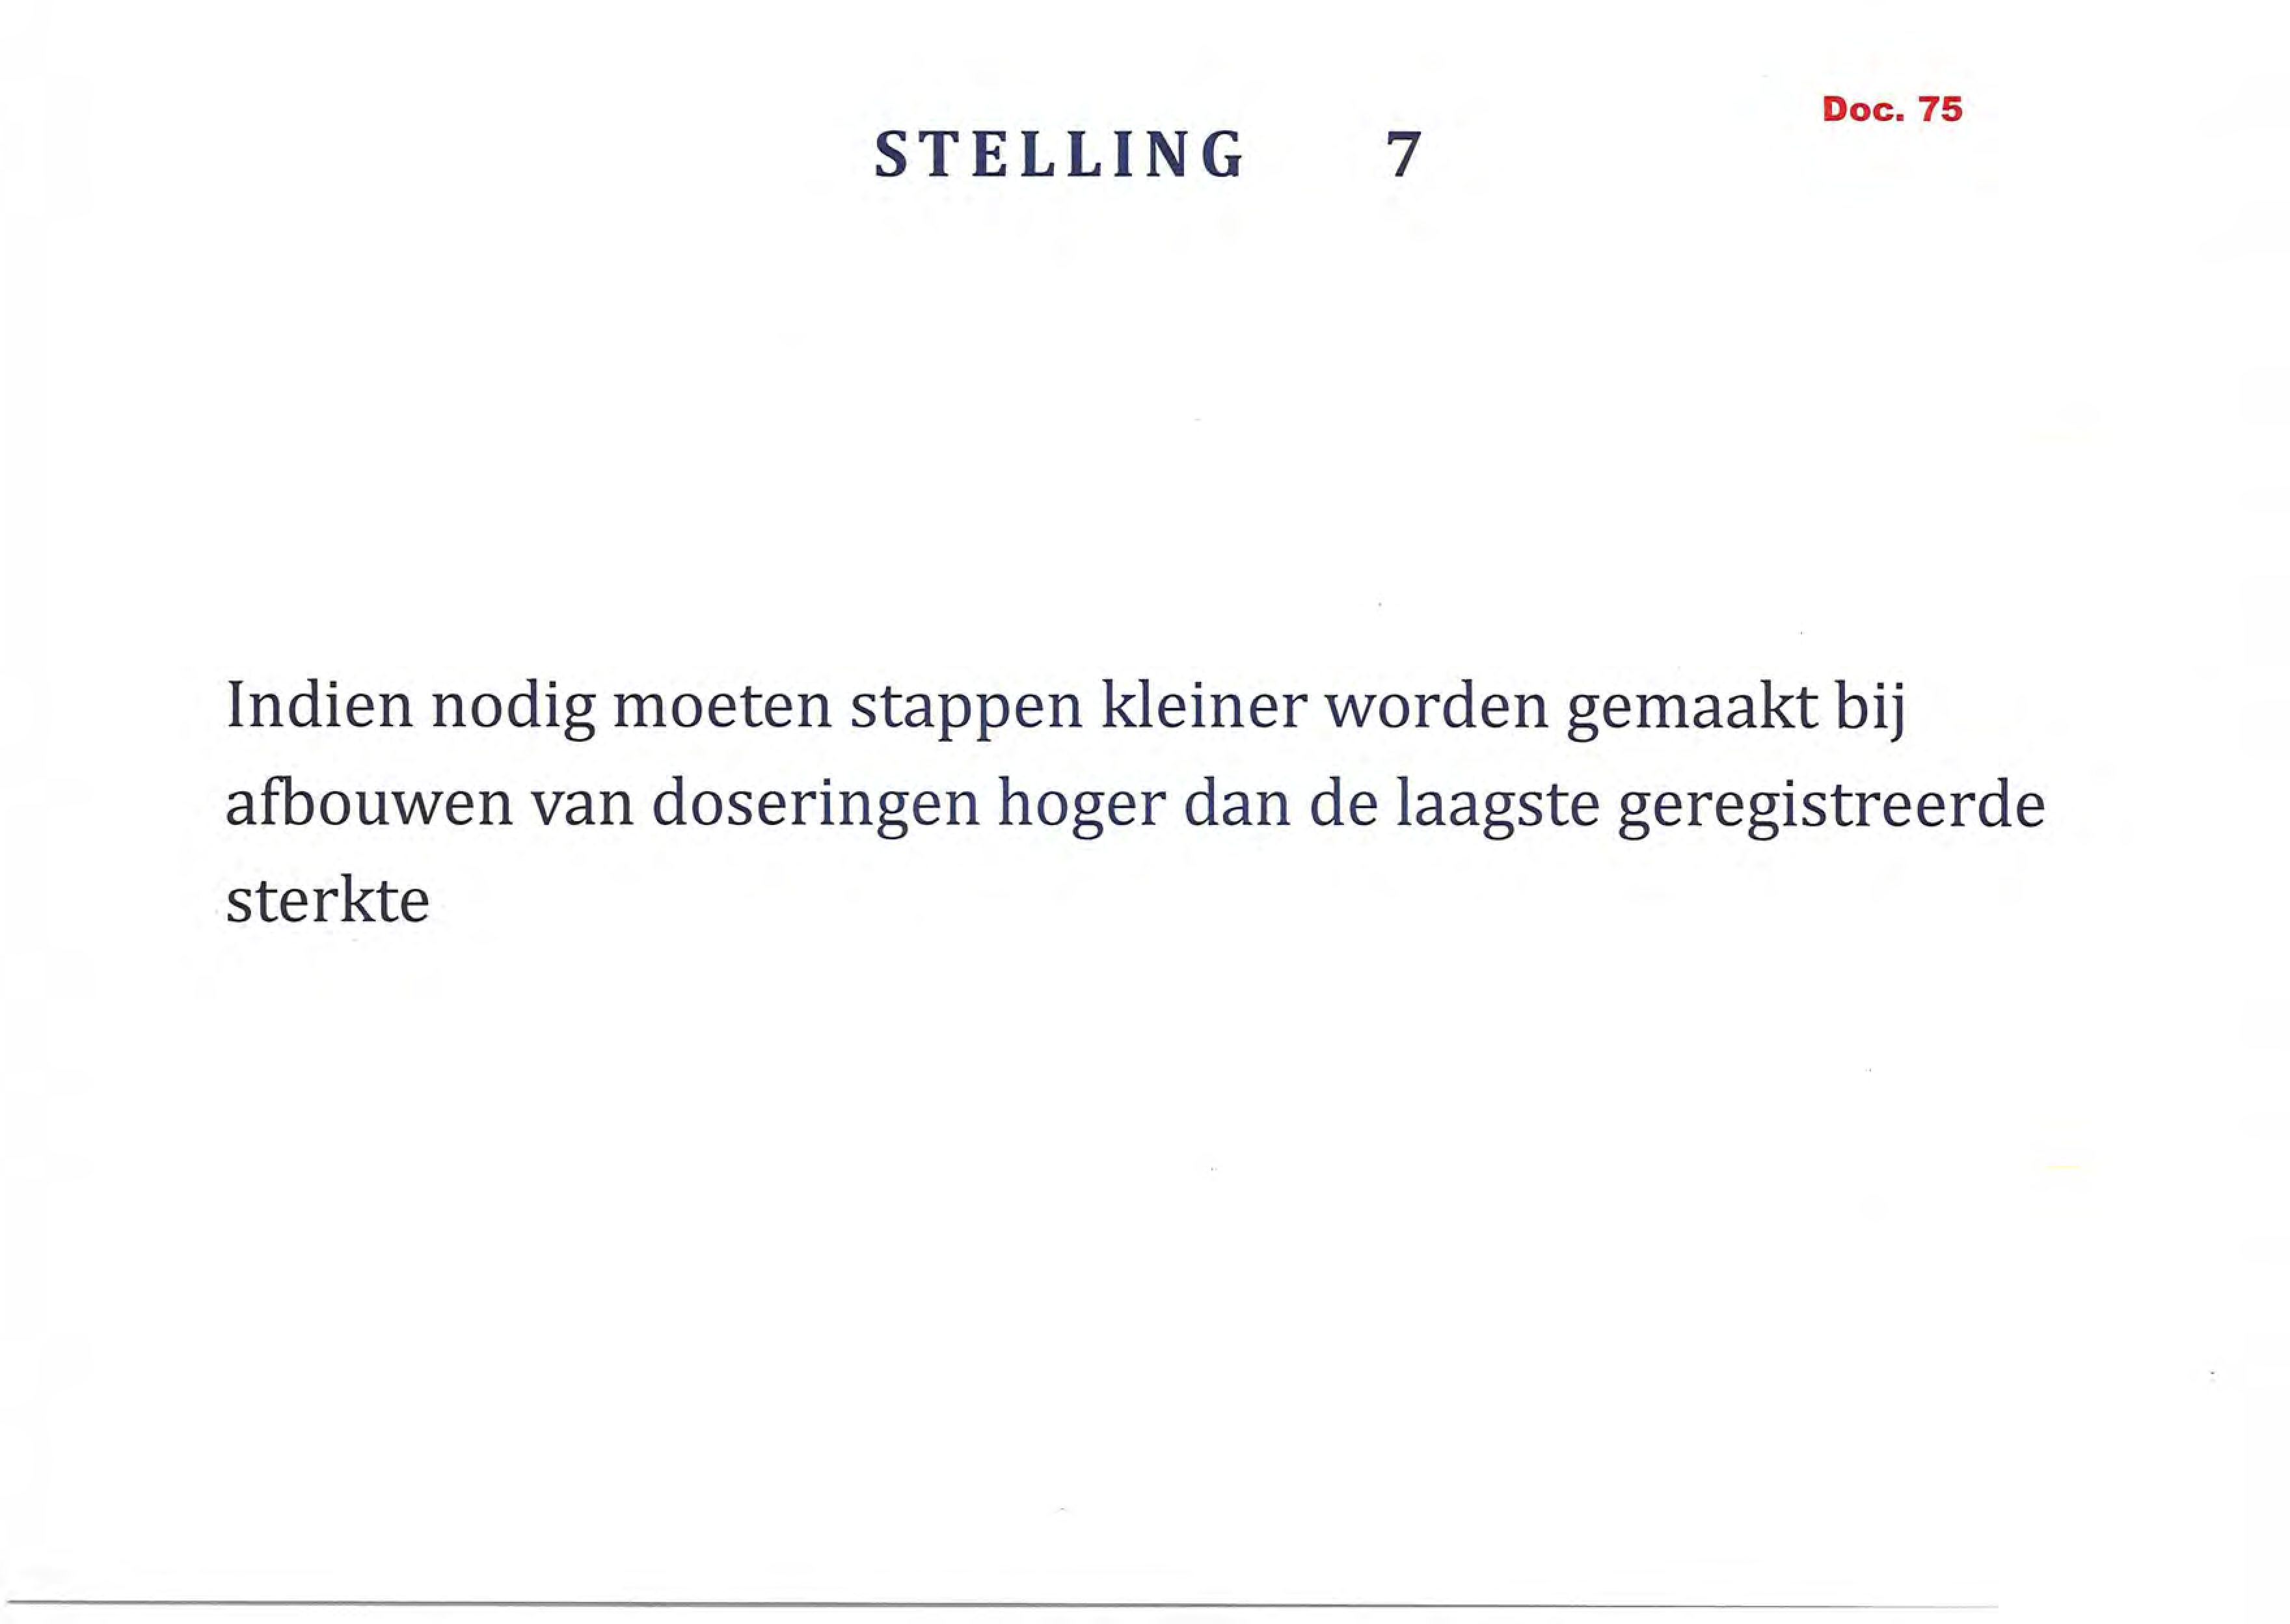 Doc. 75
STELLING 7
Indien nodig moeten stappen kleiner worden gemaakt bij
afbouwen van doseringen hoger dan de laagste geregistreerde
sterkte